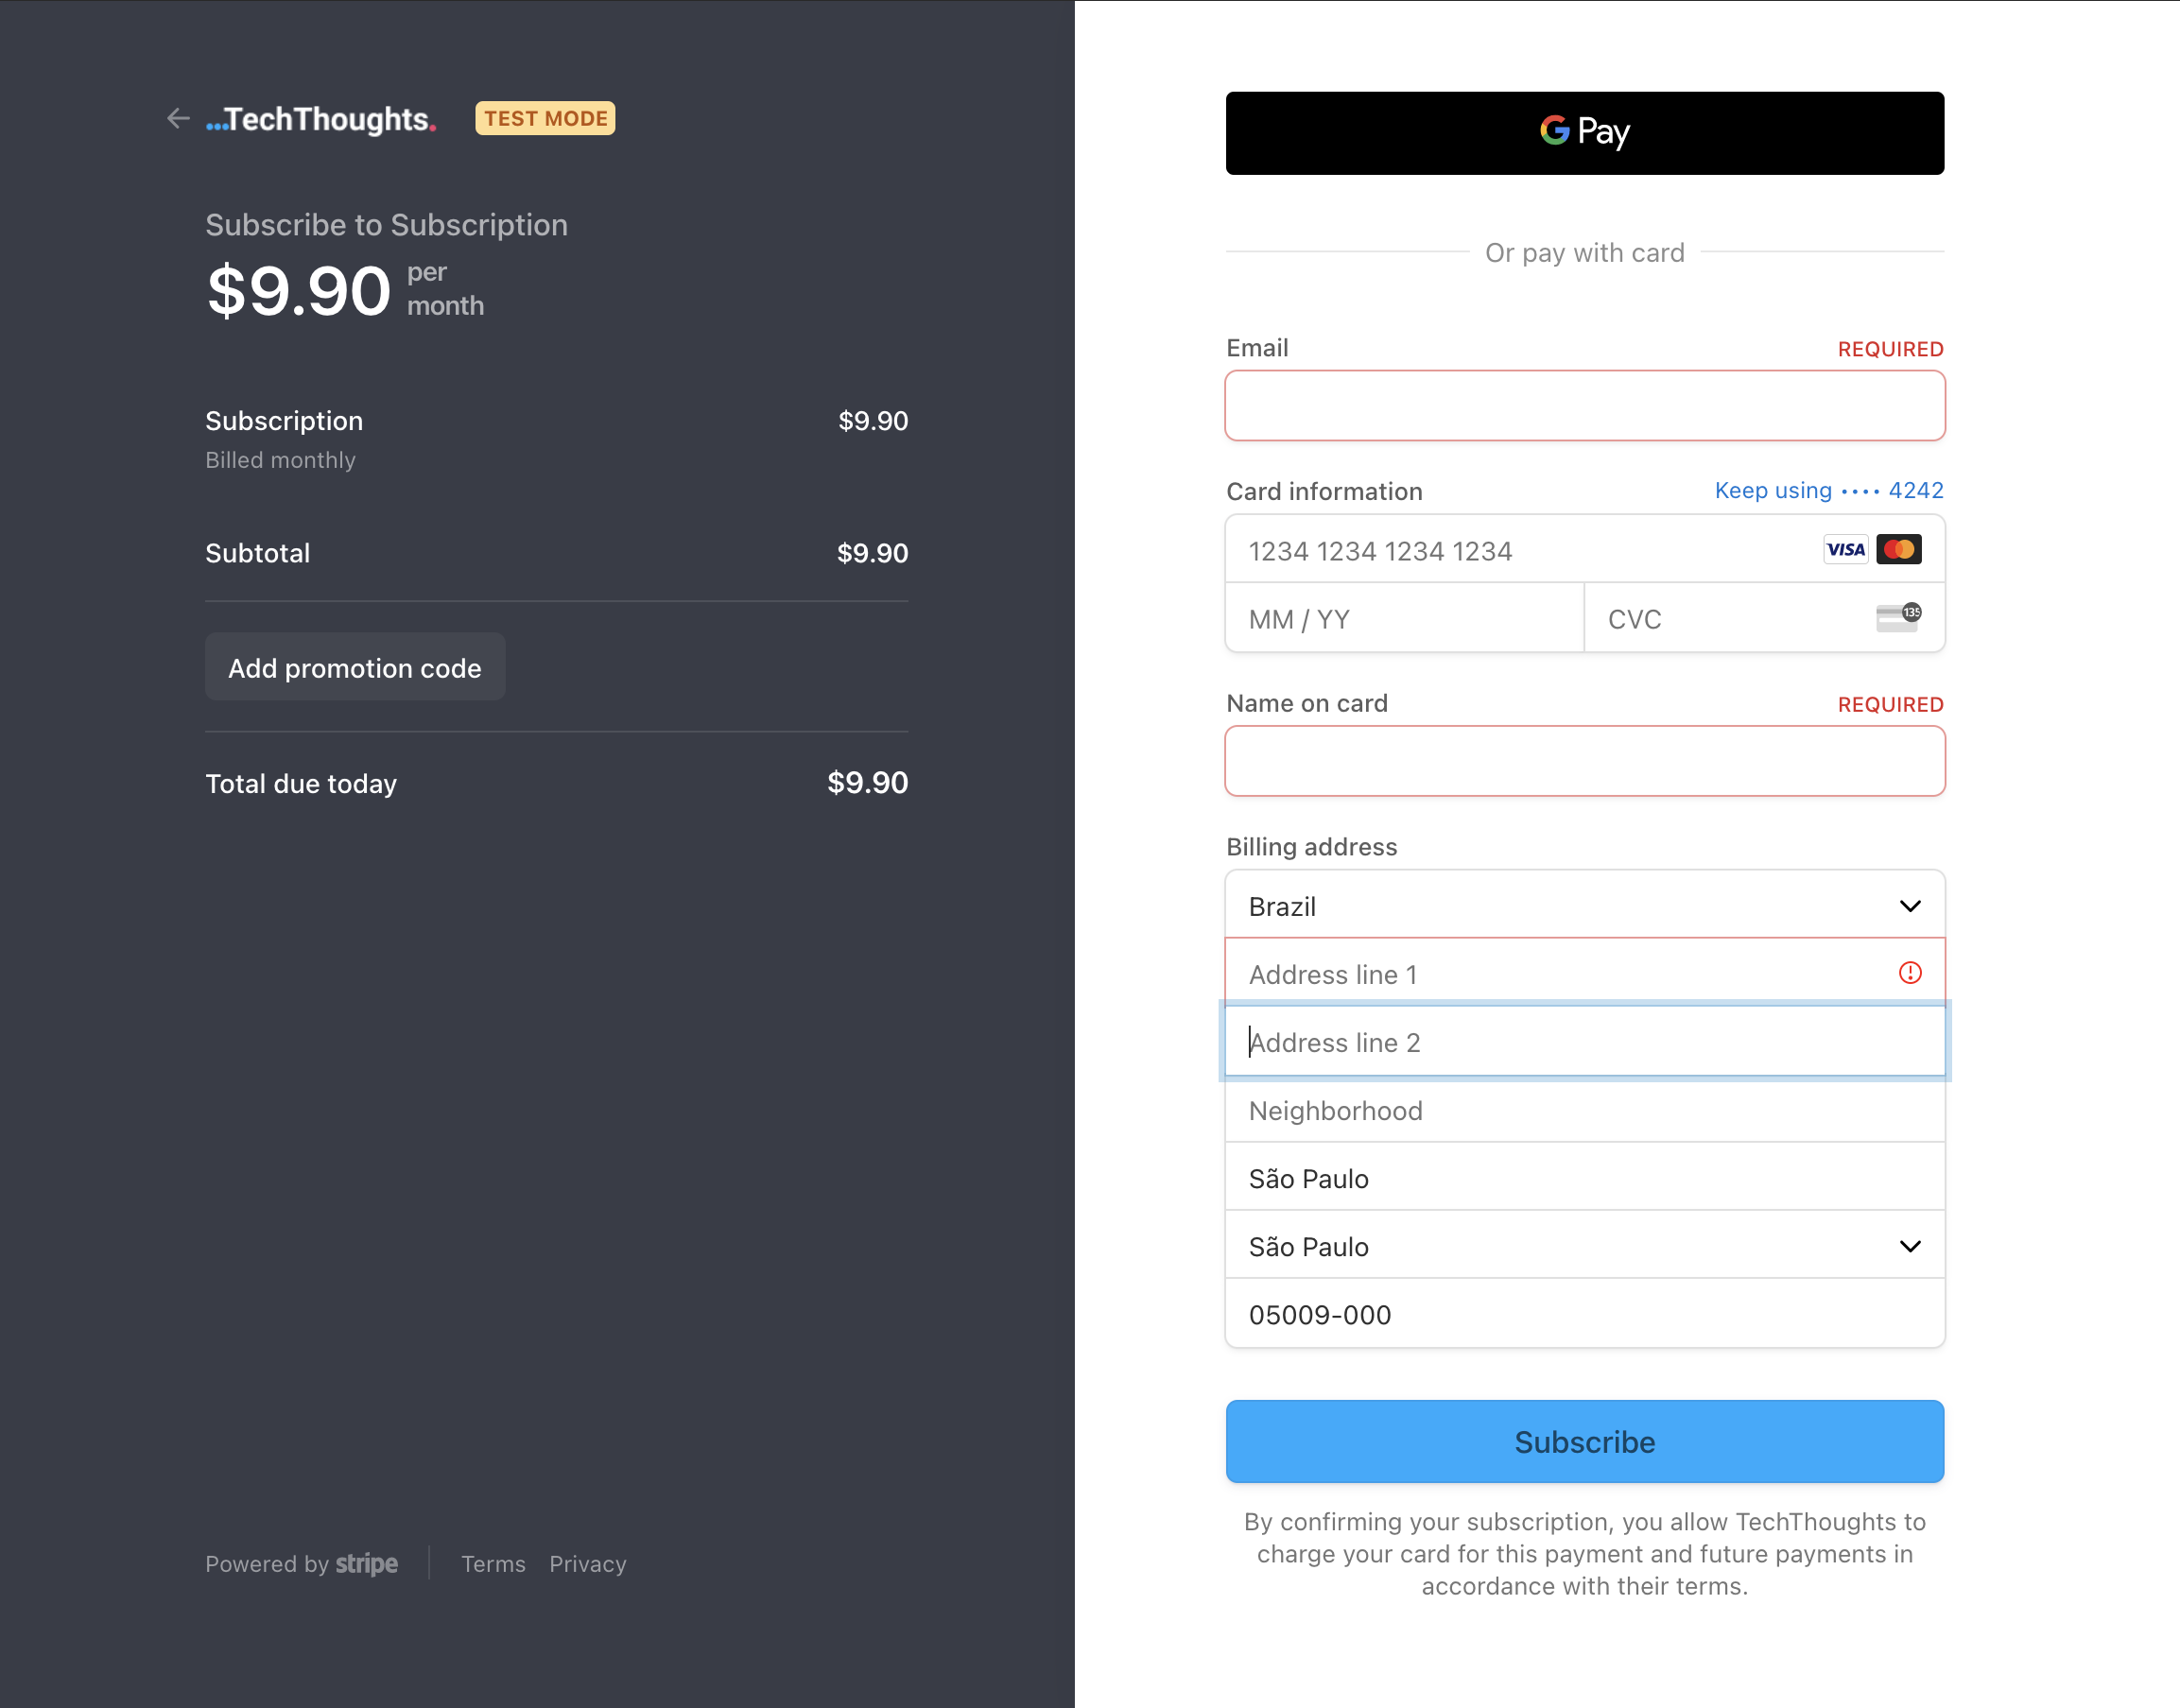 ...TechThoughts.
TEST MODE
Subscribe to Subscription
$9.90 per
month
Subscription $9.90
Billed monthly
Subtotal $9.90
Add promotion code
Total due today $9.90
Powered by stripe
Terms Privacy
G Pay
Or pay with card
Email REQUIRED
Card information Keep using •••• 4242
1234 1234 1234 1234 VISA
MM / YY CVC 135
Name on card REQUIRED
Billing address
Brazil
Address line 1
Address line 2
Neighborhood
São Paulo
São Paulo
05009-000
Subscribe
By confirming your subscription, you allow TechThoughts to
charge your card for this payment and future payments in
accordance with their terms.